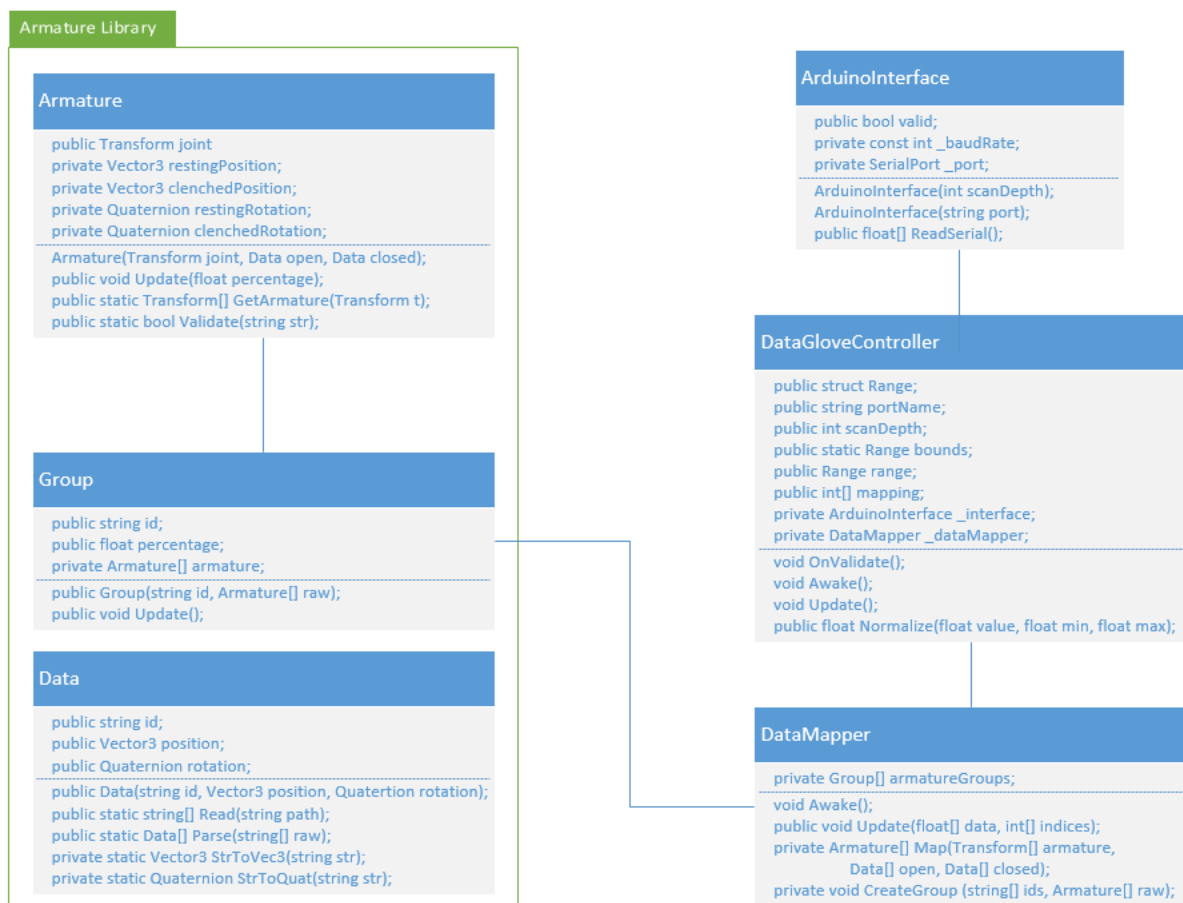 Armature Library
Armature
public Transform joint
private Vector3 restingPosition;
private Vector3 clenchedPosition;
private Quaternion restingRotation;
private Quaternion clenchedRotation;
Armature(Transform joint, Data open, Data closed);
public void Update(float percentage);
public static Transform[] GetArmature(Transform t);
public static bool Validate(string str);
Group
public string id;
public float percentage;
private Armature[] armature;
public Group(string id, Armature[] raw);
public void Update();
Data
public string id;
public Vector3 position;
public Quaternion rotation;
public Data(string id, Vector3 position, Quatertion rotation);
public static string[] Read(string path);
public static Data[] Parse(string[] raw);
private static Vector3 StrToVec3(string str);
private static Quaternion StrToQuat(string str);
ArduinoInterface
public bool valid;
private const int _baudRate;
private SerialPort _port;
ArduinoInterface(int scanDepth);
ArduinoInterface(string port);
public float[] ReadSerial();
DataGloveController
public struct Range;
public string portName;
public int scanDepth;
public static Range bounds;
public Range range;
public int[] mapping;
private ArduinoInterface _interface;
private DataMapper _dataMapper;
void OnValidate();
void Awake();
void Update();
public float Normalize(float value, float min, float max);
DataMapper
private Group[] armatureGroups;
void Awake();
public void Update(float[] data, int[] indices);
private Armature[] Map(Transform[] armature,
Data[] open, Data[] closed);
private void CreateGroup (string[] ids, Armature[] raw);